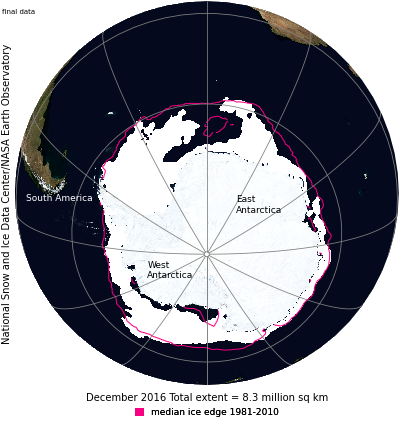 final data
National Snow and Ice Data Center/NASA Earth Observatory
South America
East
Antarctica
West
Antarctica
December 2016 Total extent = 8.3 million sq km
median ice edge 1981-2010